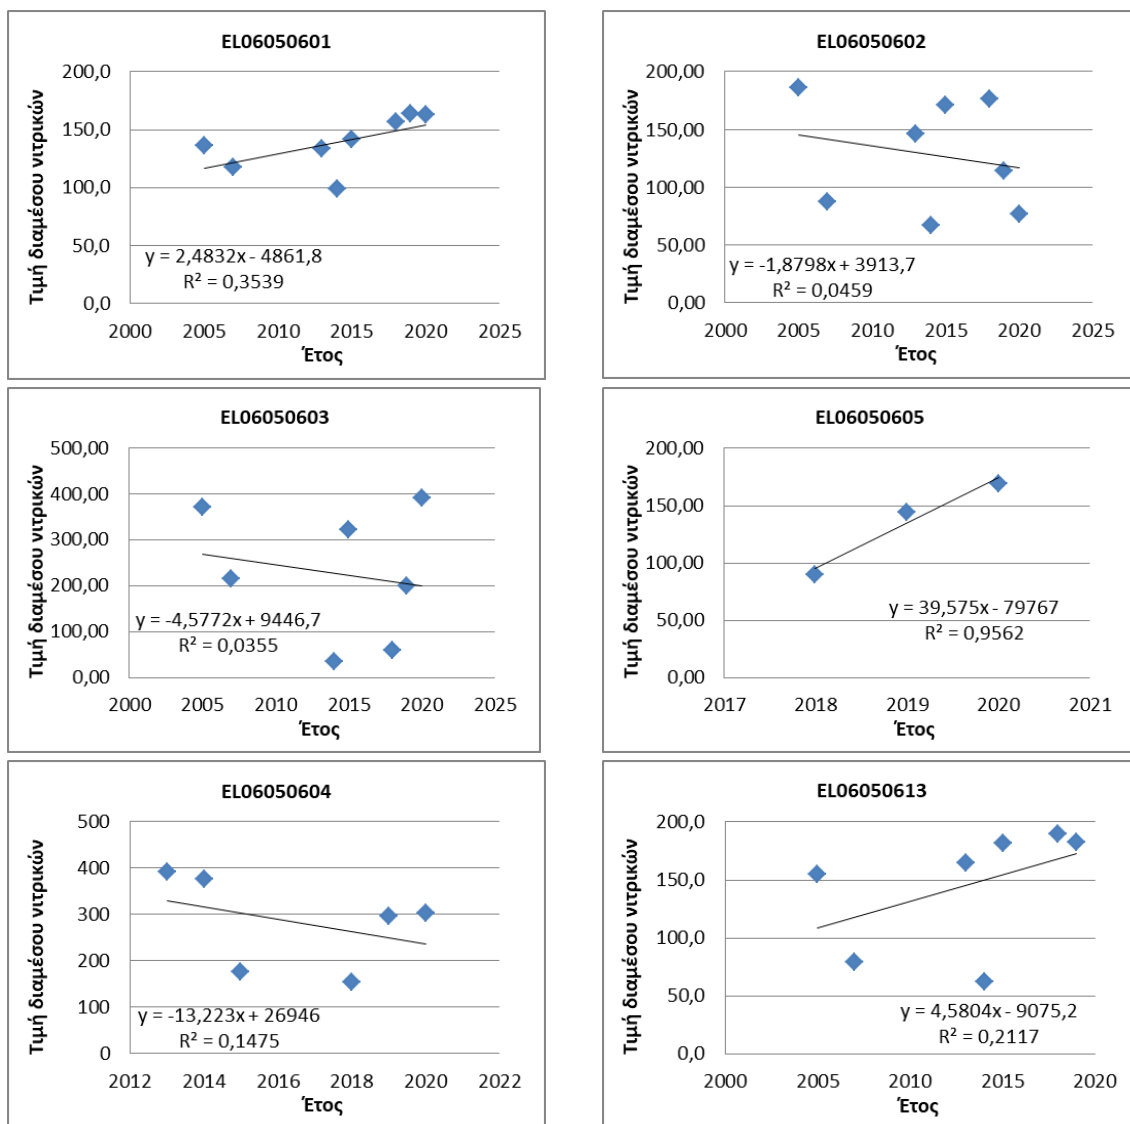 EL06050601
Τιμή διαμέσου νιτρικών
200,0
150,0
100,0
50,0
0,0
y = 2,4832x - 4861,8
R² = 0,3539
2000 2005 2010 2015 2020 2025
Έτος
EL06050602
Τιμή διαμέσου νιτρικών
200,00
150,00
100,00
50,00
0,00
y = -1,8798x + 3913,7
R² = 0,0459
2000 2005 2010 2015 2020 2025
Έτος
EL06050603
Τιμή διαμέσου νιτρικών
500,00
400,00
300,00
200,00
100,00
0,00
y = -4,5772x + 9446,7
R² = 0,0355
2000 2005 2010 2015 2020 2025
Έτος
EL06050605
Τιμή διαμέσου νιτρικών
200,00
150,00
100,00
50,00
0,00
y = 39,575x - 79767
R² = 0,9562
2017 2018 2019 2020 2021
Έτος
EL06050604
Τιμή διαμέσου νιτρικών
500
400
300
200
100
0
y = -13,223x + 26946
R² = 0,1475
2012 2014 2016 2018 2020 2022
Έτος
EL06050613
Τιμή διαμέσου νιτρικών
200,0
150,0
100,0
50,0
0,0
y = 4,5804x - 9075,2
R² = 0,2117
2000 2005 2010 2015 2020
Έτος